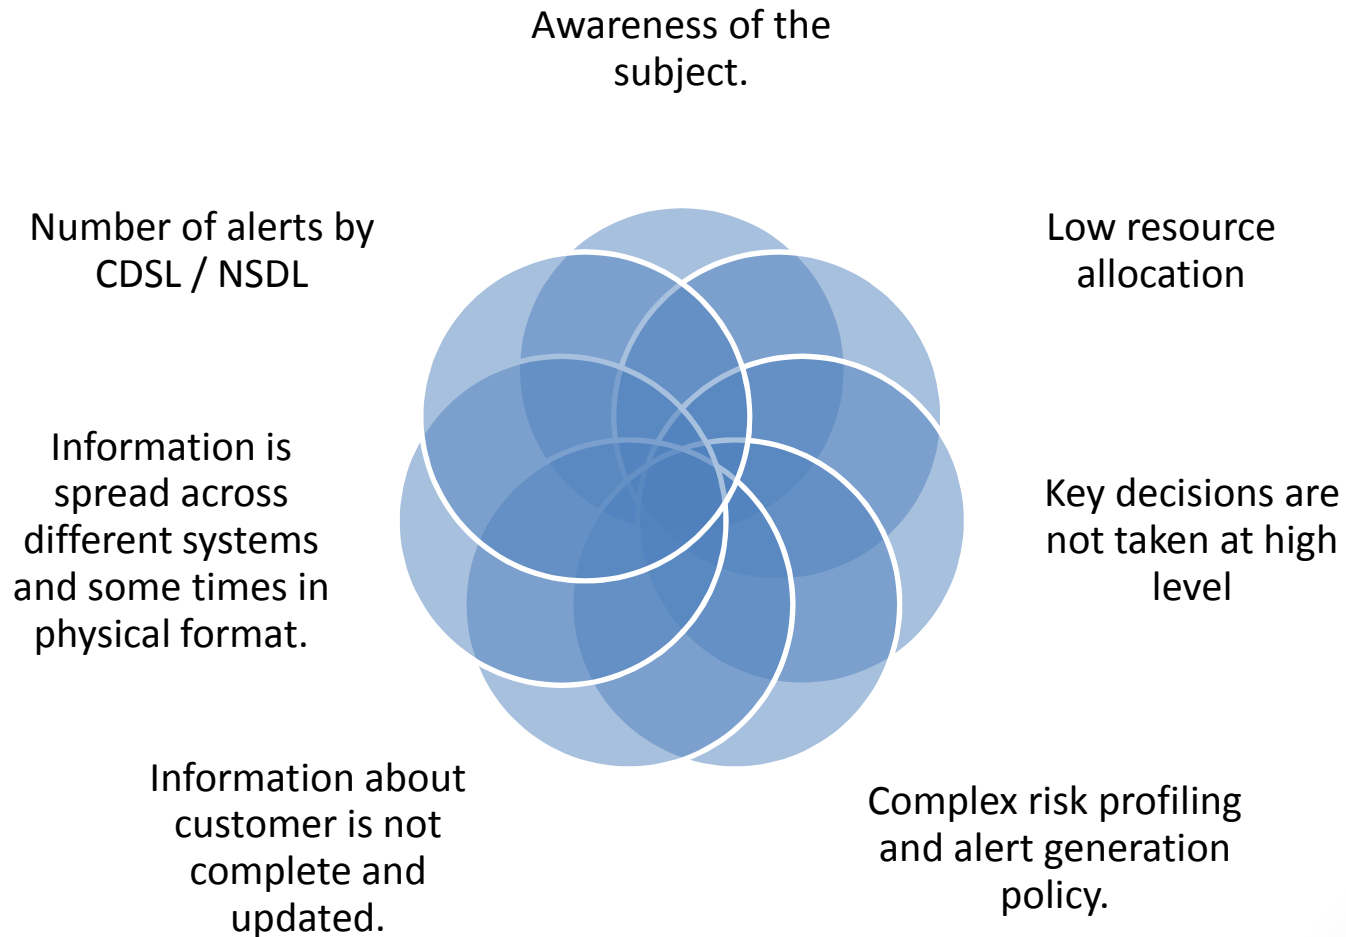 Awareness of the
subject.
Number of alerts by
CDSL / NSDL
Low resource
allocation
Information is
spread across
different systems
and some times in
physical format.
Key decisions are
not taken at high
level
Information about
customer is not
complete and
updated.
Complex risk profiling
and alert generation
policy.